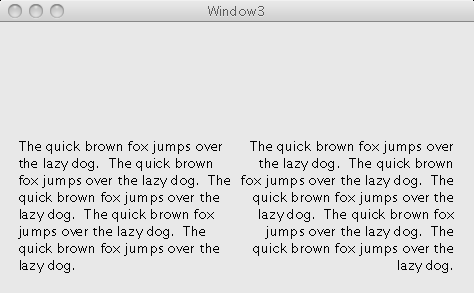 Window3
The quick brown fox jumps over
the lazy dog.  The quick brown
fox jumps over the lazy dog.  The
quick brown fox jumps over the
lazy dog.  The quick brown fox
jumps over the lazy dog.  The
quick brown fox jumps over the
lazy dog.
The quick brown fox jumps over
the lazy dog.  The quick brown
fox jumps over the lazy dog.  The
quick brown fox jumps over the
lazy dog.  The quick brown fox
jumps over the lazy dog.  The
quick brown fox jumps over the
lazy dog.